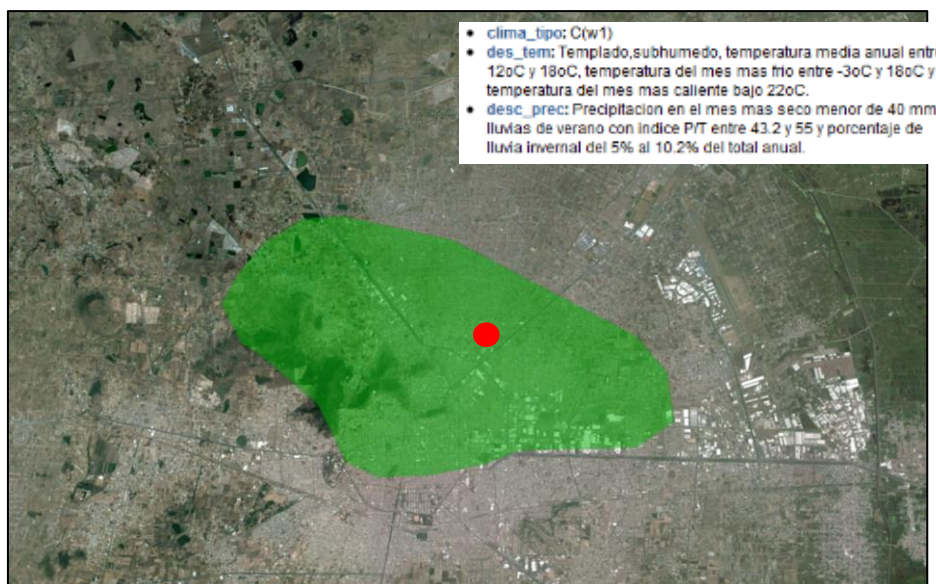 clima_tipo: C(w1)
des_tem: Templado,subhumedo, temperatura media anual entre
12oC y 18oC, temperatura del mes mas frio entre -3oC y 18oC y
temperatura del mes mas caliente bajo 22oC.
desc_prec: Precipitacion en el mes mas seco menor de 40 mm
lluvias de verano con indice P/T entre 43.2 y 55 y porcentaje de
lluvia invernal del 5% al 10.2% del total anual.